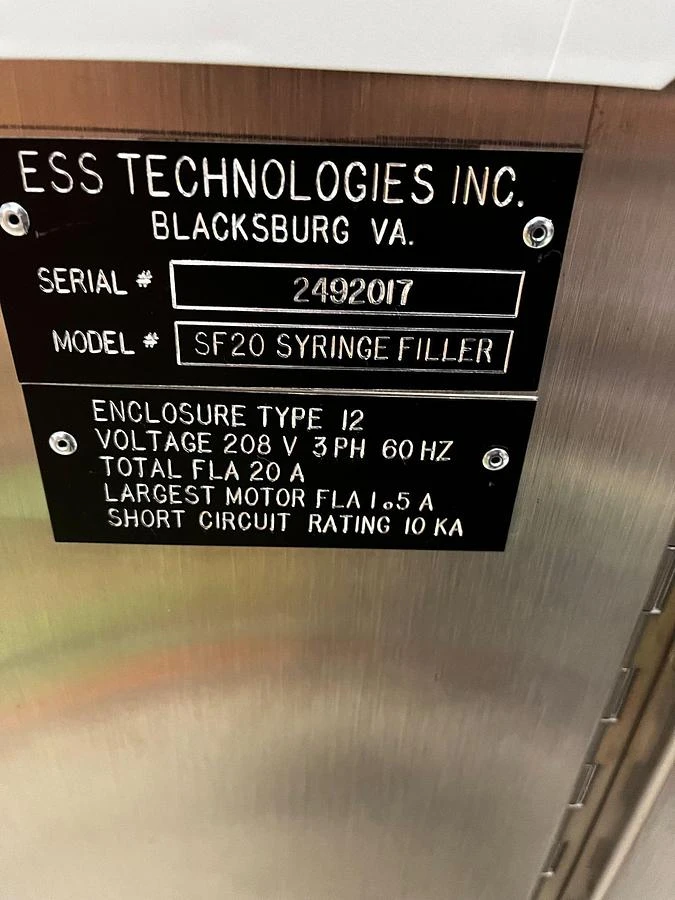 ESS TECHNOLOGIES INC.
BLACKSBURG VA.
SERIAL # 2492017
MODEL # SF20 SYRINGE FILLER
ENCLOSURE TYPE 12
VOLTAGE 208 V 3 PH 60 HZ
TOTAL FLA 20 A
LARGEST MOTOR FLA 1.5 A
SHORT CIRCUIT RATING 10 KA